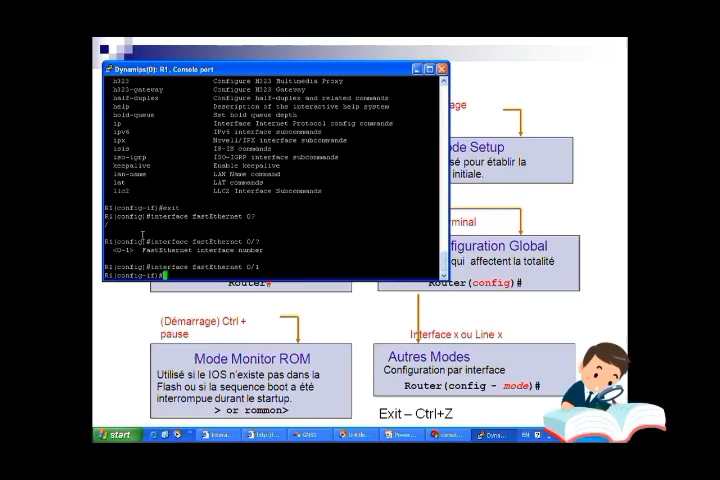 Dynamips(0): R1, Console port
h323 Configure H323 Multimedia Proxy
h323-gateway Configure H323 Gateway
half-duplex Configure half-duplex and related commands
help Description of the interactive help system
hold-queue Set hold queue depth
ip Interface Internet Protocol config commands
ipv6 IPv6 interface subcommands
ipx Novell/IPX interface subcommands
isis IS-IS commands
iso-igrp ISO-IGRP interface subcommands
keepalive Enable keepalive
lan-name LAN Name command
lat LAT commands
llc2 LLC2 Interface Subcommands
R1(config-if)#exit
R1(config)#interface fastEthernet 0?
/
R1(config)#interface fastEthernet 0/?
<0-1> FastEthernet interface number
R1(config)#interface fastEthernet 0/1
R1(config-if)#
age
ode Setup
sé pour établir la
initiale.
rminal
figuration Global
qui affectent la totalité
Router#
Router(config)#
(Démarrage) Ctrl +
pause
Interface x ou Line x
Mode Monitor ROM
Utilisé si le IOS n'existe pas dans la
Flash ou si la sequence boot a été
interrompue durant le startup.
> or rommon>
Autres Modes
Configuration par interface
Router(config - mode)#
Exit – Ctrl+Z
start
http://...
GNS3
Untitle...
Power...
Dyna...
EN